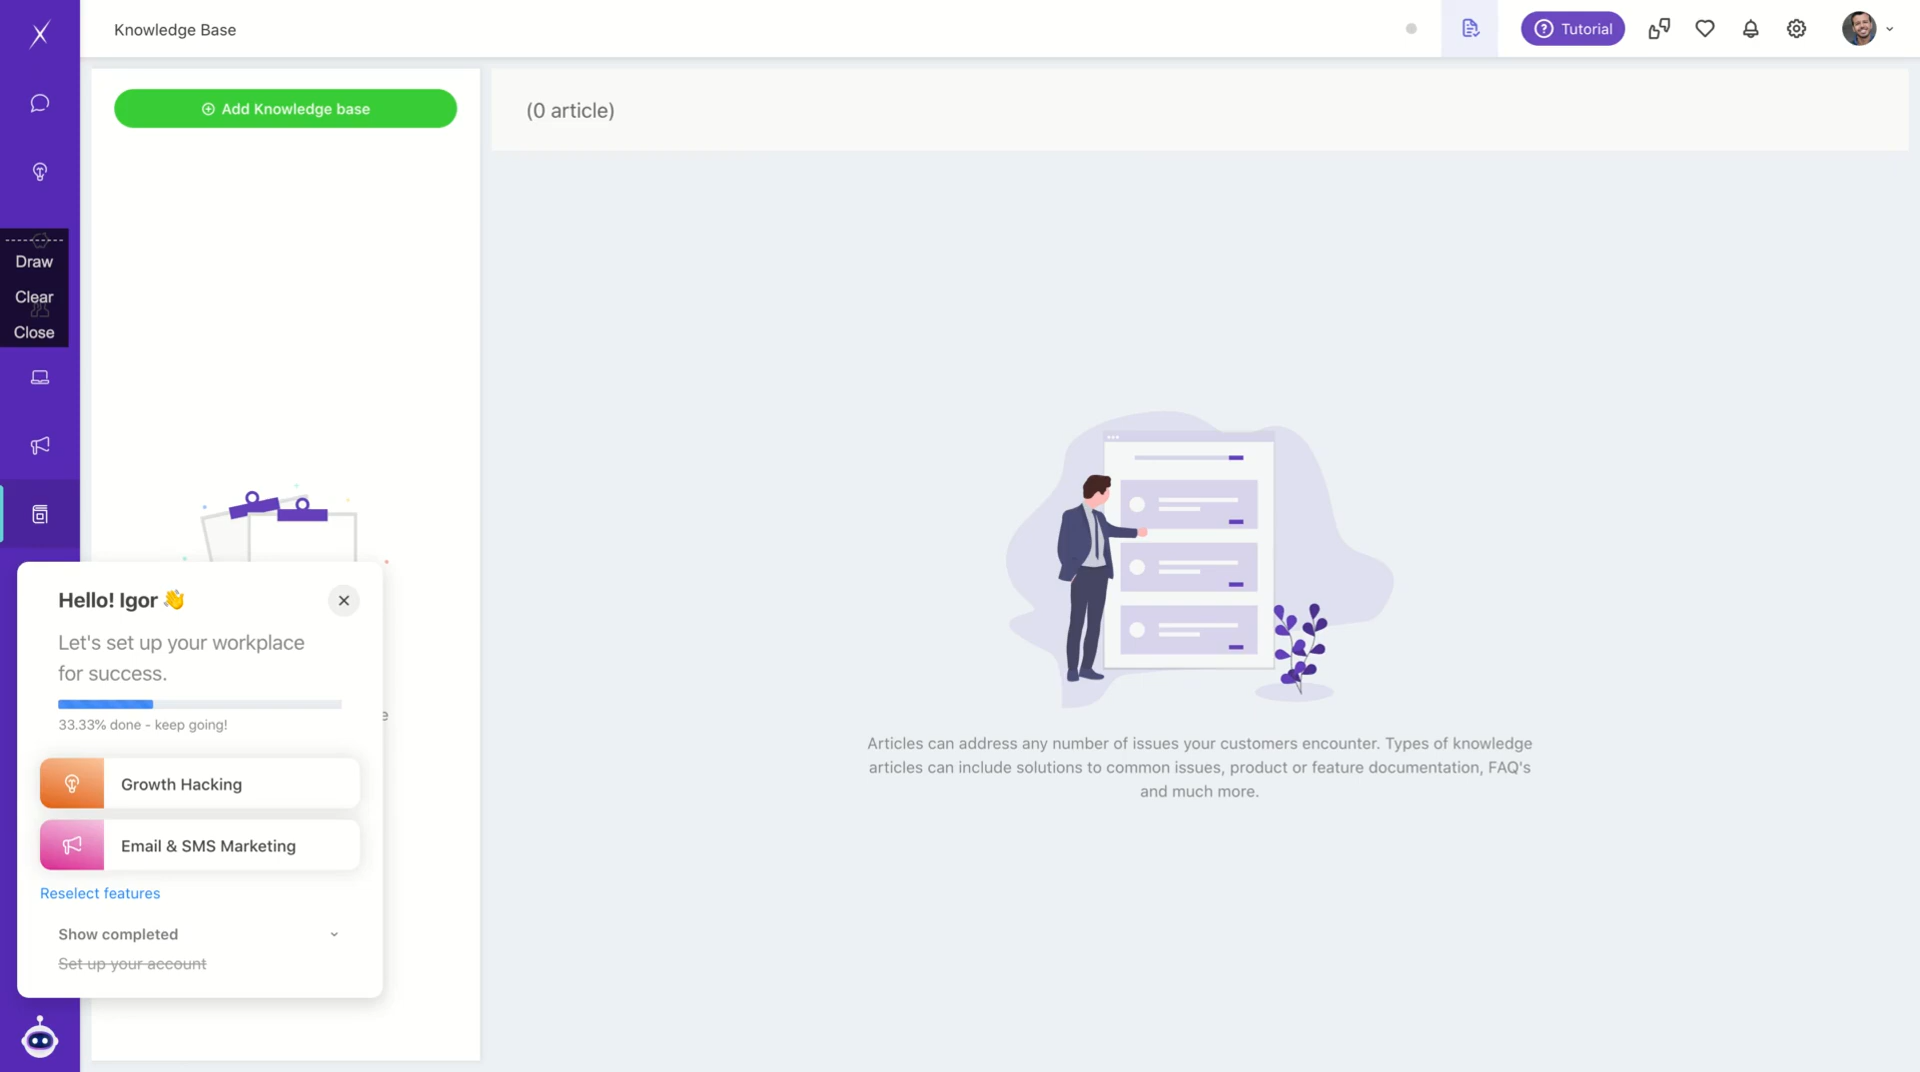 Knowledge Base
Tutorial
Add Knowledge base
(0 article)
Draw
Clear
Close
Hello! Igor 👋
Let's set up your workplace
for success.
33.33% done - keep going!
Growth Hacking
Email & SMS Marketing
Reselect features
Show completed
Set up your account
Articles can address any number of issues your customers encounter. Types of knowledge
articles can include solutions to common issues, product or feature documentation, FAQ's
and much more.